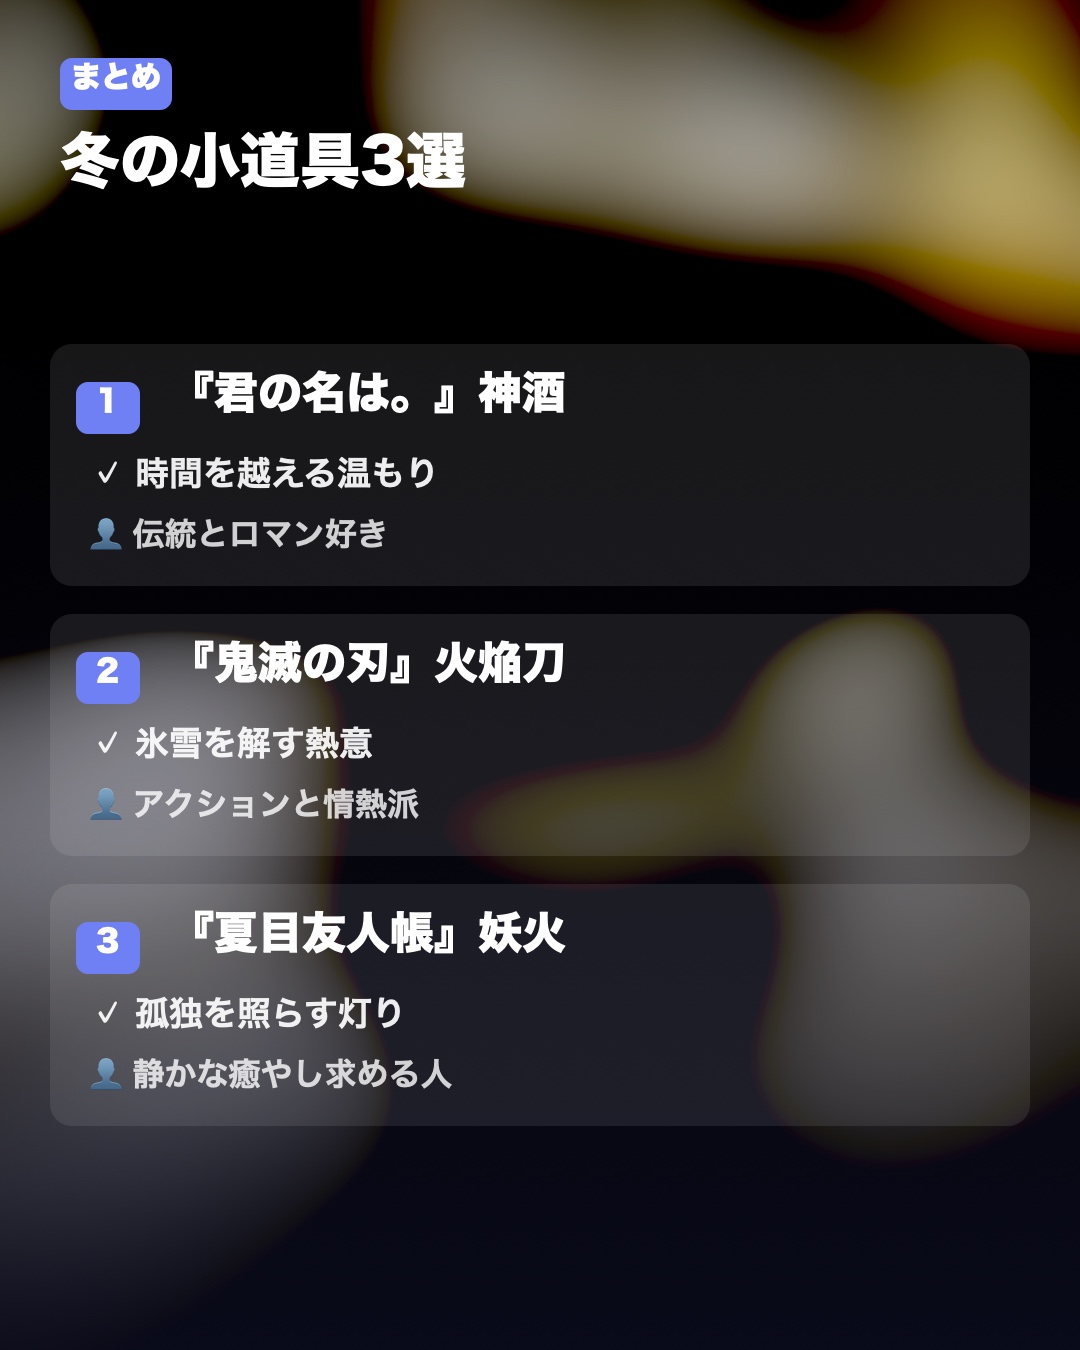 まとめ
冬の小道具3選
1 『君の名は。』神酒
✓ 時間を越える温もり
👤 伝統とロマン好き
2 『鬼滅の刃』火焔刀
✓ 氷雪を解す熱意
👤 アクションと情熱派
3 『夏目友人帳』妖火
✓ 孤独を照らす灯り
👤 静かな癒やし求める人